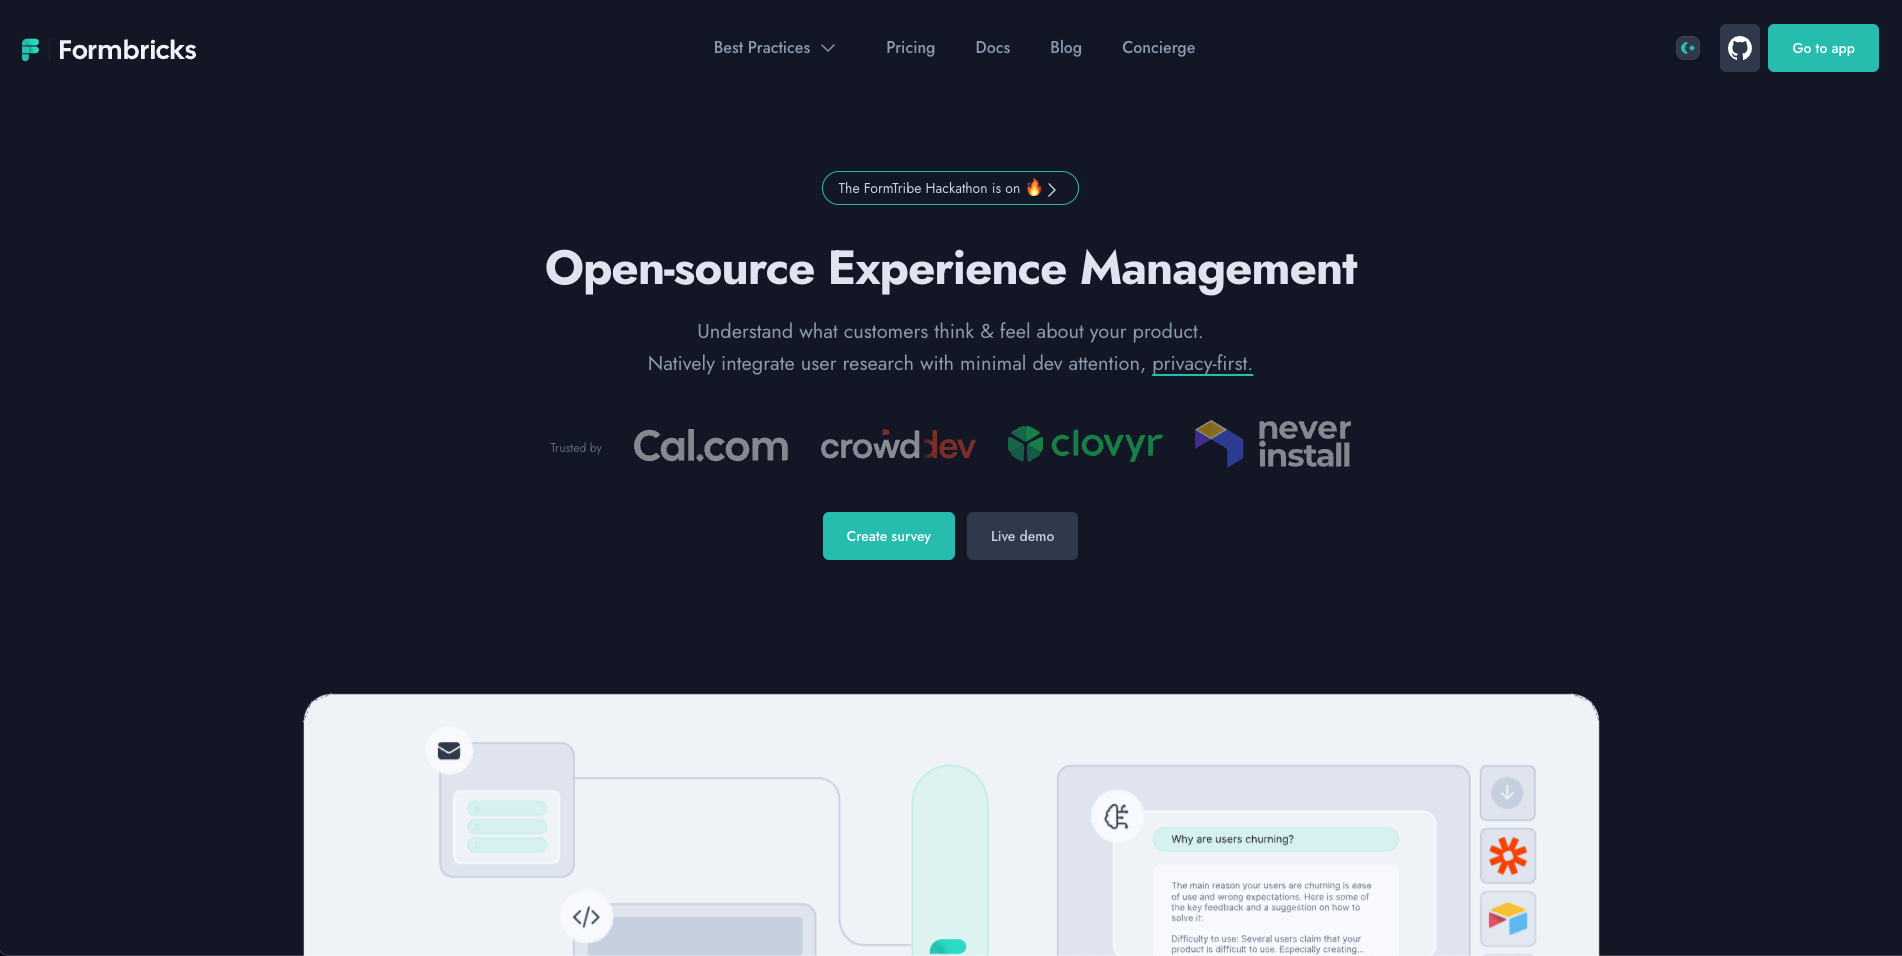 Formbricks
Best Practices
Pricing
Docs
Blog
Concierge
Go to app
The FormTribe Hackathon is on 🔥
Open-source Experience Management
Understand what customers think & feel about your product.
Natively integrate user research with minimal dev attention, privacy-first.
Trusted by
Cal.com
crowddev
clovyr
never
install
Create survey
Live demo
A
B
C
Why are users churning?
The main reason your users are churning is ease
of use and wrong expectations. Here is some of
the key feedback and a suggestion on how to
solve it:
Difficulty to use: Several users claim that your
product is difficult to use. Especially creating...